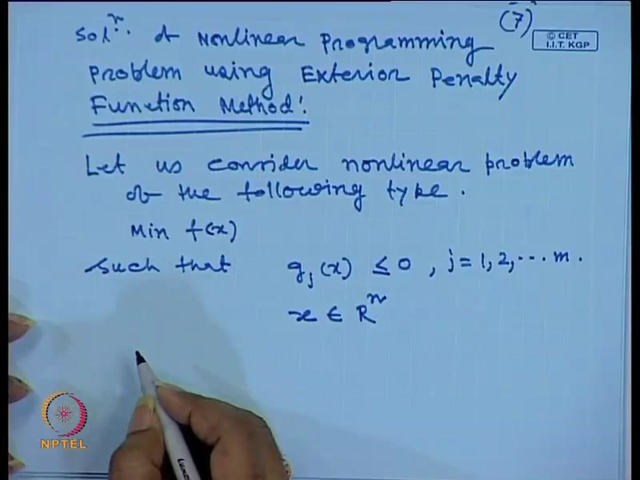 (7)
© CET
I.I.T. KGP
Solⁿ. of Nonlinear Programming
Problem using Exterior Penalty
Function Method:
Let us consider nonlinear problem
of the following type.
Min f(x)
such that g_j(x) ≤ 0, j = 1, 2, ... m.
x ∈ Rⁿ
NPTEL